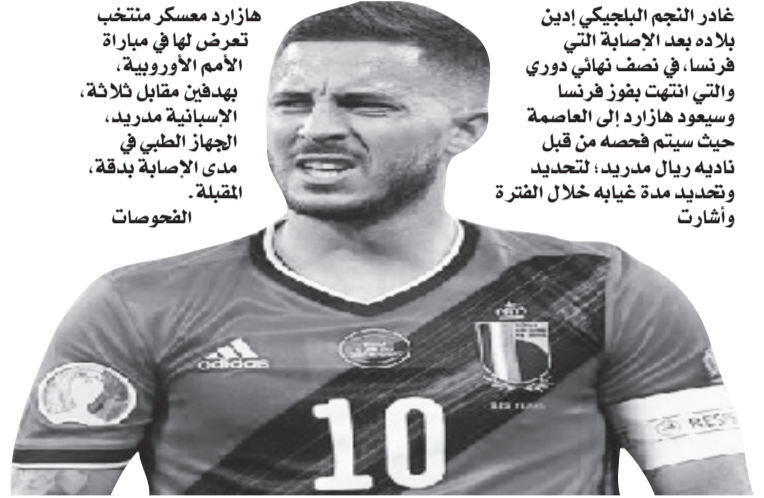 غادر النجم البلجيكي إدين هازارد معسكر منتخب
بلاده بعد الإصابة التي تعرض لها في مباراة
فرنسا، في نصف نهائي دوري الأمم الأوروبية،
والتي انتهت بفوز فرنسا بهدفين مقابل ثلاثة،
وسيعود هازارد إلى العاصمة الإسبانية مدريد،
حيث سيتم فحصه من قبل الجهاز الطبي في
ناديه ريال مدريد؛ لتحديد مدى الإصابة بدقة،
وتحديد مدة غيابه خلال الفترة المقبلة.
وأشارت الفحوصات
adidas
10
RES